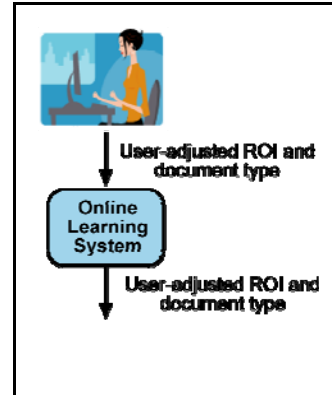 User-adjusted ROI and
document type
Online
Learning
System
User-adjusted ROI and
document type